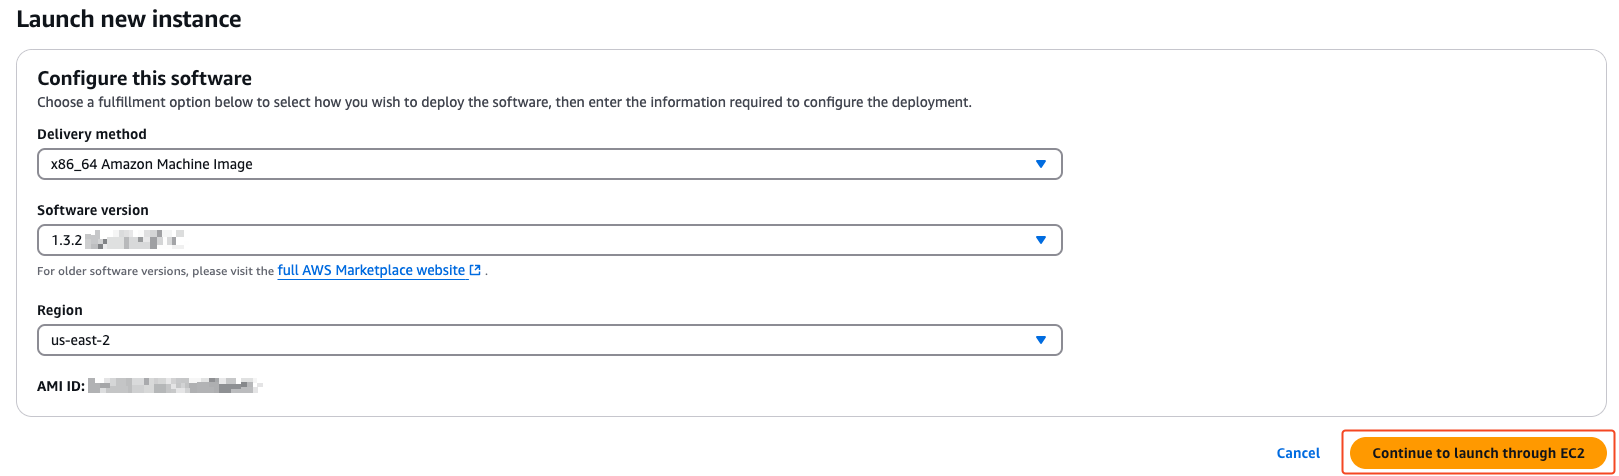 Launch new instance
Configure this software
Choose a fulfillment option below to select how you wish to deploy the software, then enter the information required to configure the deployment.
Delivery method
x86_64 Amazon Machine Image
Software version
1.3.2
For older software versions, please visit the full AWS Marketplace website .
Region
us-east-2
AMI ID:
Cancel Continue to launch through EC2